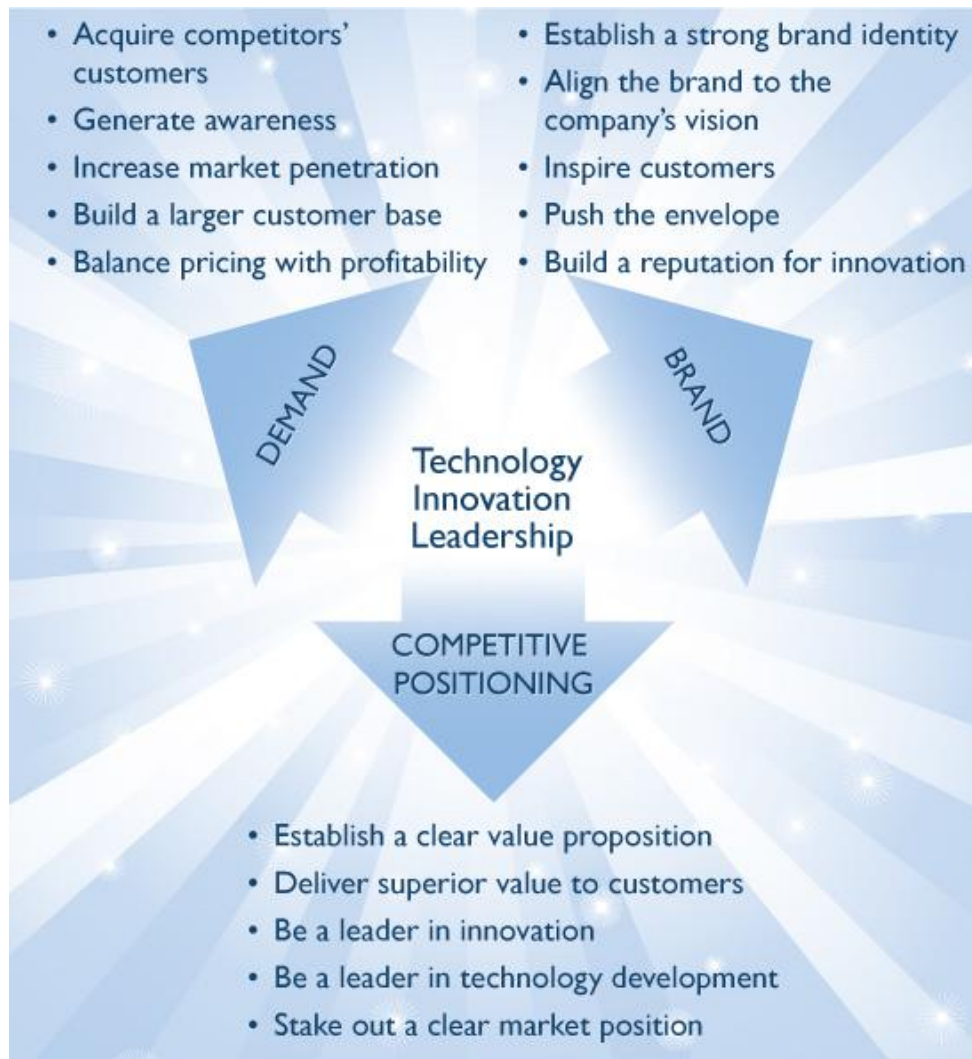 • Acquire competitors'
customers
• Generate awareness
• Increase market penetration
• Build a larger customer base
• Balance pricing with profitability
• Establish a strong brand identity
• Align the brand to the
company's vision
• Inspire customers
• Push the envelope
• Build a reputation for innovation
DEMAND
BRAND
Technology
Innovation
Leadership
COMPETITIVE
POSITIONING
• Establish a clear value proposition
• Deliver superior value to customers
• Be a leader in innovation
• Be a leader in technology development
• Stake out a clear market position